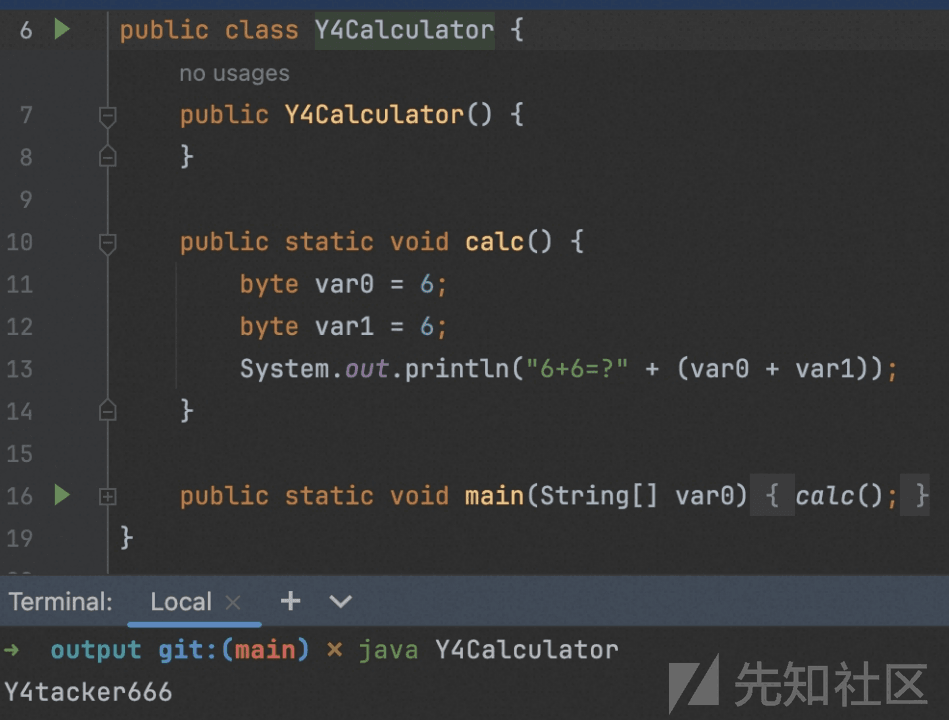 6 public class Y4Calculator {
no usages
7 public Y4Calculator() {
8 }
9
10 public static void calc() {
11 byte var0 = 6;
12 byte var1 = 6;
13 System.out.println("6+6=?" + (var0 + var1));
14 }
15
16 public static void main(String[] var0) { calc(); }
19 }
Terminal: Local × + 
→ output git:(main) × java Y4Calculator
Y4tacker666
先知社区